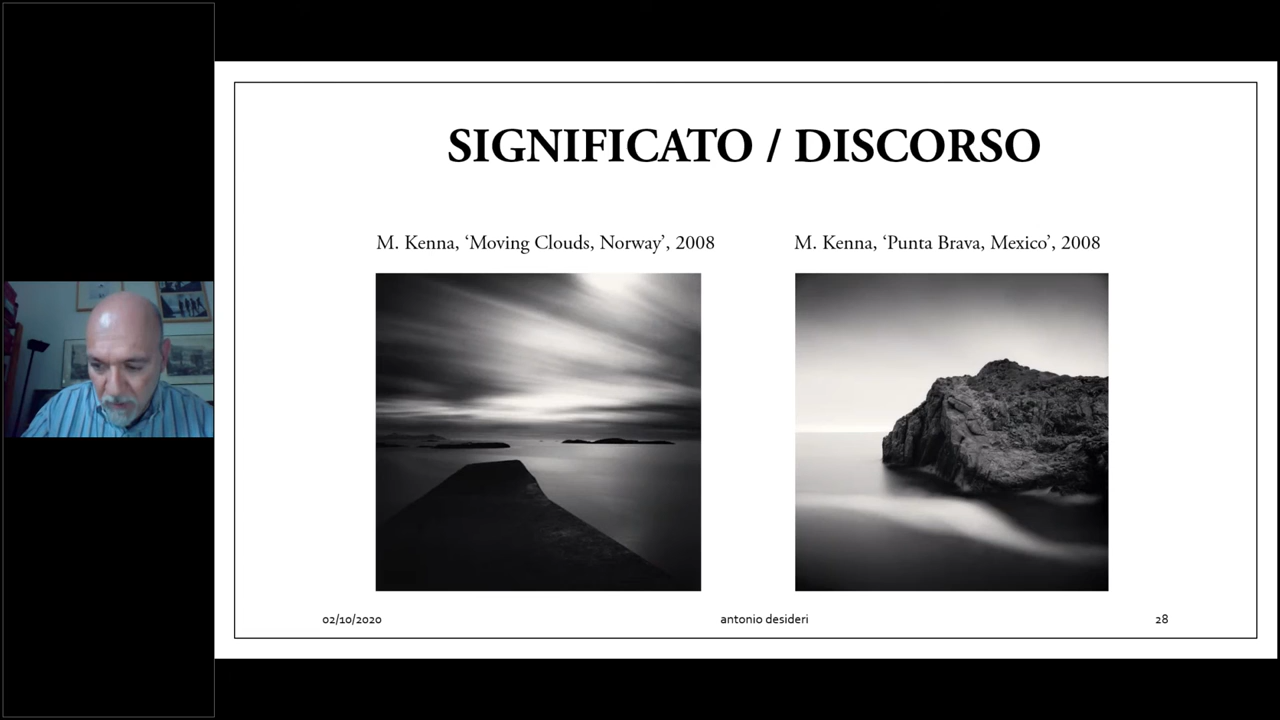 SIGNIFICATO / DISCORSO
M. Kenna, ‘Moving Clouds, Norway’, 2008
M. Kenna, ‘Punta Brava, Mexico’, 2008
02/10/2020
antonio desideri
28